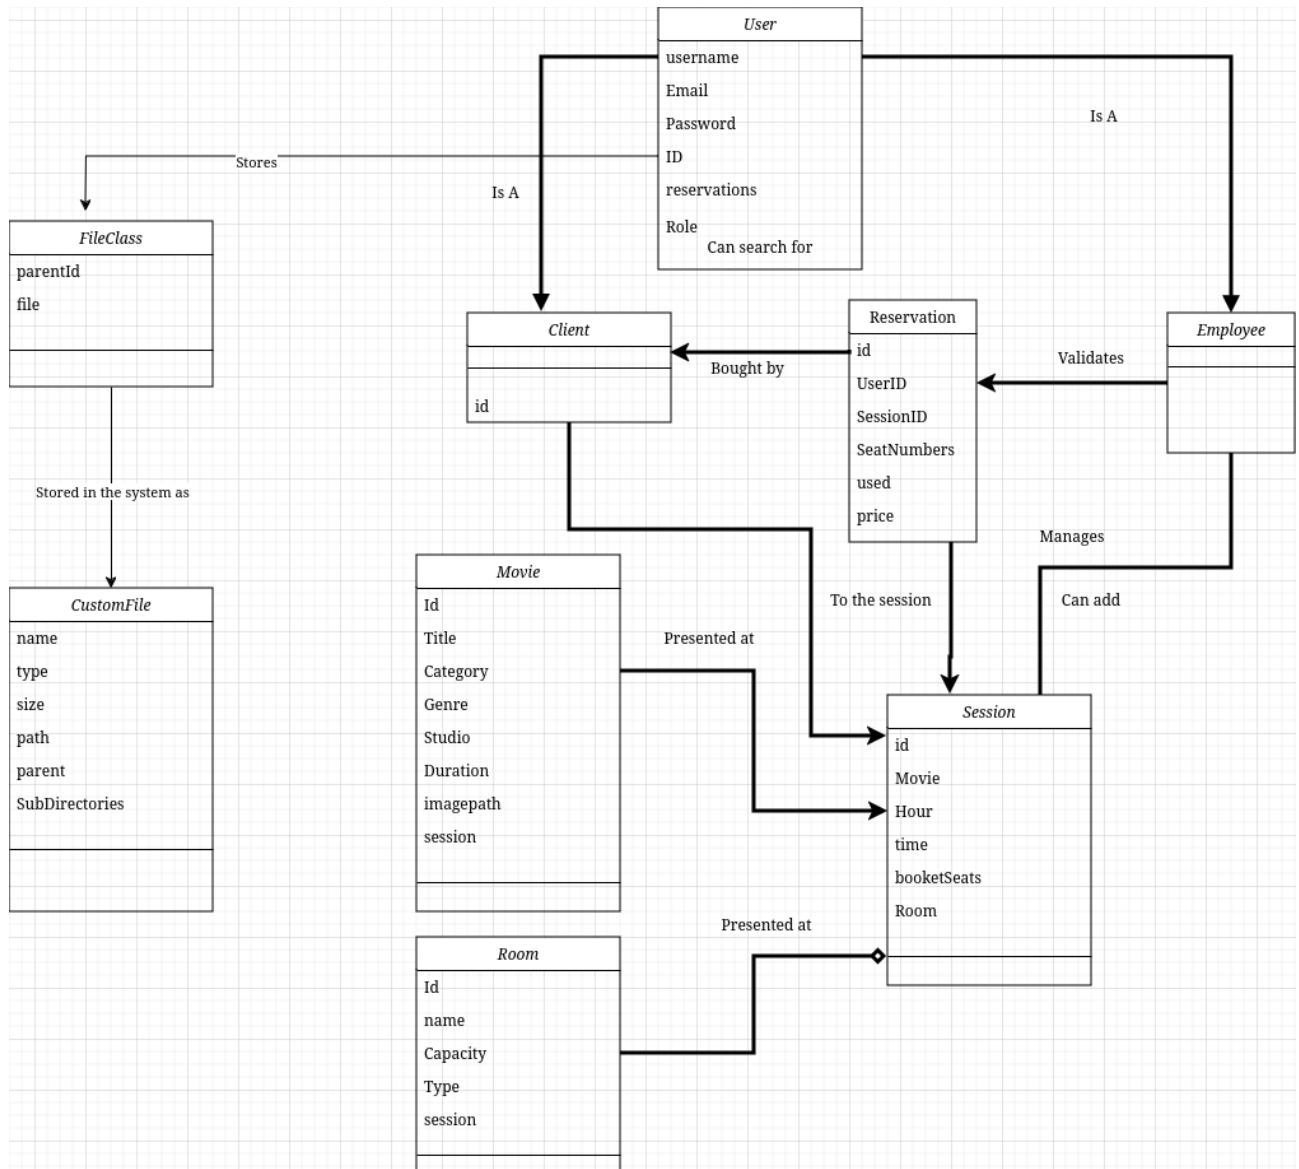 User
username
Email
Password
ID
reservations
Role
Can search for
Is A
Is A
Stores
FileClass
parentId
file
Client
id
Reservation
id
UserID
SessionID
SeatNumbers
used
price
Employee
Bought by
Validates
Stored in the system as
Manages
Can add
To the session
CustomFile
name
type
size
path
parent
SubDirectories
Movie
Id
Title
Category
Genre
Studio
Duration
imagepath
session
Presented at
Session
id
Movie
Hour
time
booketSeats
Room
Presented at
Room
Id
name
Capacity
Type
session